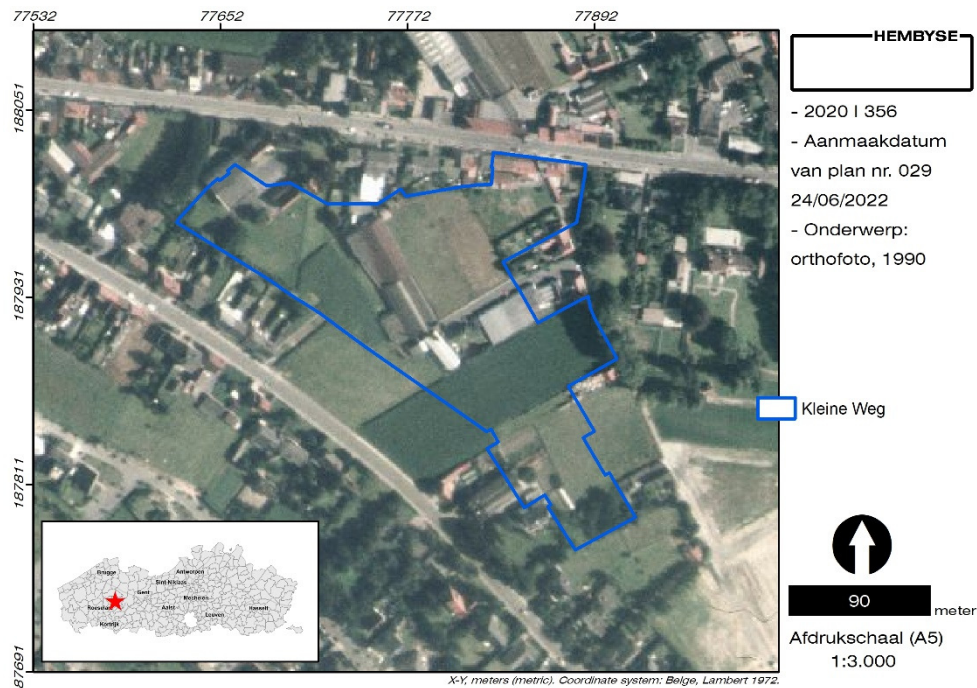 77532
77652
77772
77892
188051
187931
187811
87691
HEMBYSE
- 2020 I 356
- Aanmaakdatum
van plan nr. 029
24/06/2022
- Onderwerp:
orthofoto, 1990
Kleine Weg
90
meter
Afdrukschaal (A5)
1:3.000
Brugge
Antwerpen
Sint-Niklaas
Gent
Mechelen
Roeselare
Aalst
Hasselt
Leuven
Kortrijk
X-Y, meters (metric). Coordinate system: Belge, Lambert 1972.